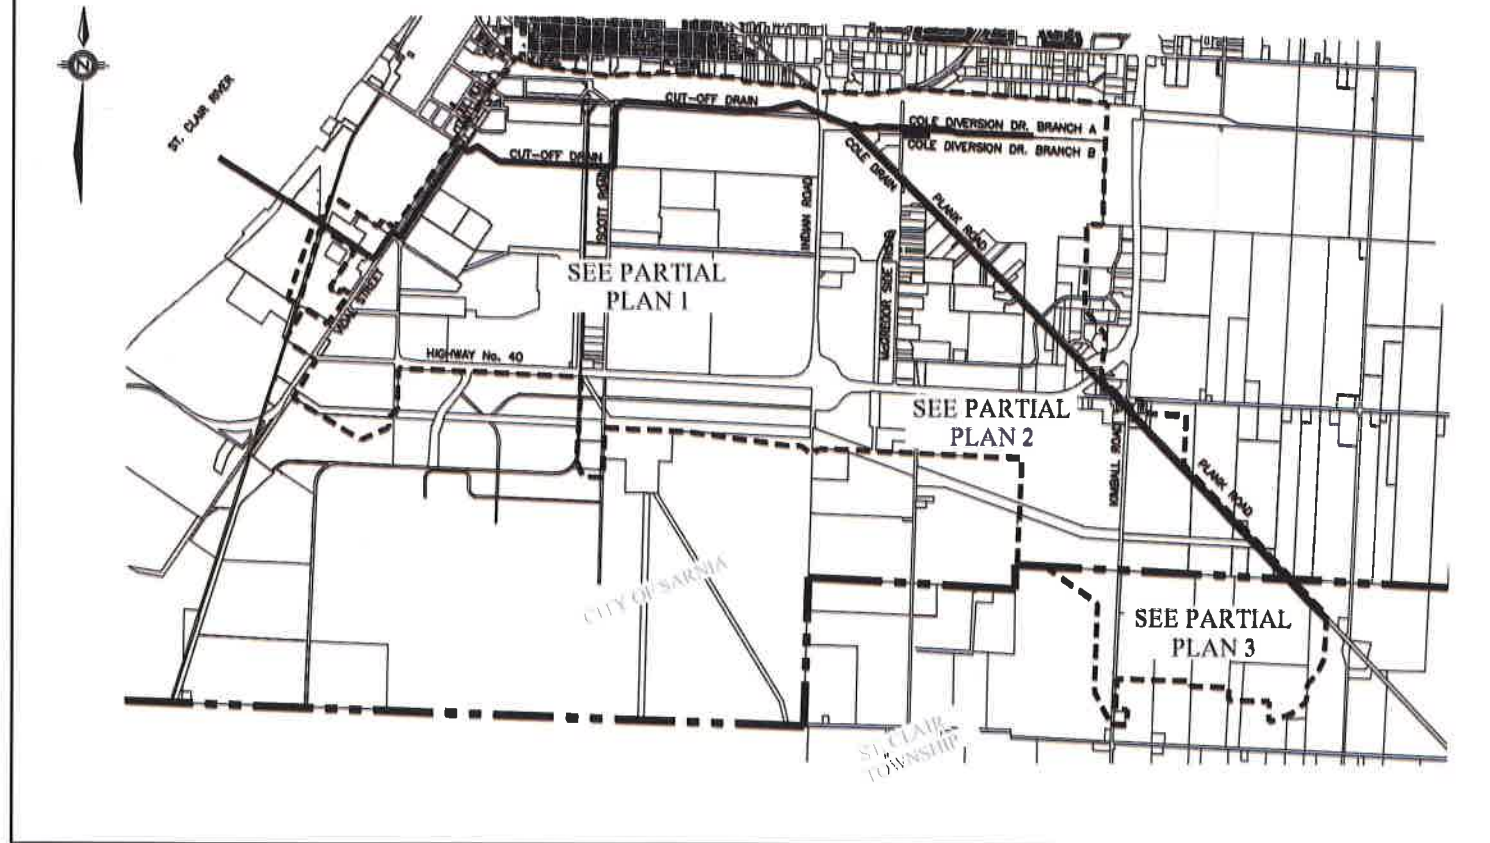 N
ST. CLAIR RIVER
CUT-OFF DRAIN
CUT-OFF DRAIN
COLE DIVERSION DR. BRANCH A
COLE DIVERSION DR. BRANCH B
COLE DRAIN
PLANK ROAD
SCOTT ROAD
INDIAN ROAD
McGREGOR SIDE ROAD
VIDAL STREET
SEE PARTIAL
PLAN 1
HIGHWAY No. 40
SEE PARTIAL
PLAN 2
KIMBALL ROAD
PLANK ROAD
CITY OF SARNIA
SEE PARTIAL
PLAN 3
ST. CLAIR
TOWNSHIP